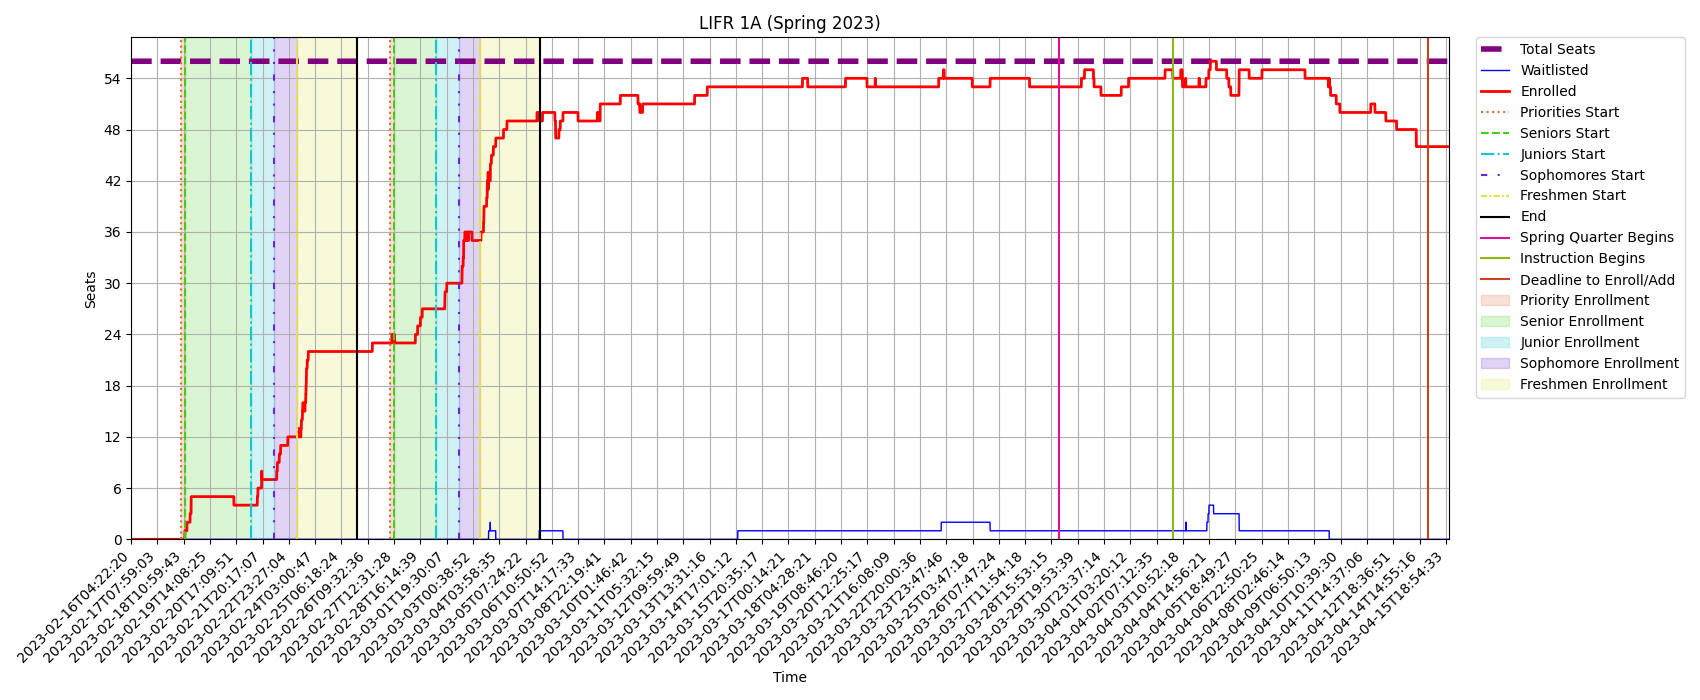 LIFR 1A (Spring 2023)
Seats
54
48
42
36
30
24
18
12
6
0
2023-02-16T04:22:20
2023-02-17T07:59:03
2023-02-18T10:59:43
2023-02-19T14:08:25
2023-02-20T17:09:51
2023-02-21T20:17:07
2023-02-22T23:27:04
2023-02-24T03:00:47
2023-02-25T06:18:24
2023-02-26T09:32:36
2023-02-27T12:31:28
2023-02-28T16:14:39
2023-03-01T19:30:07
2023-03-03T00:38:52
2023-03-04T03:58:35
2023-03-05T07:24:22
2023-03-06T10:50:52
2023-03-07T14:17:33
2023-03-08T22:19:41
2023-03-10T01:46:42
2023-03-11T05:32:15
2023-03-12T09:59:49
2023-03-13T13:31:16
2023-03-14T17:01:12
2023-03-15T20:35:17
2023-03-17T00:14:21
2023-03-18T04:28:21
2023-03-19T08:46:20
2023-03-20T12:25:17
2023-03-21T16:08:09
2023-03-22T20:00:36
2023-03-23T23:47:46
2023-03-25T03:47:18
2023-03-26T07:47:24
2023-03-27T11:54:18
2023-03-28T15:53:15
2023-03-29T19:53:39
2023-03-30T23:37:14
2023-04-01T03:20:12
2023-04-02T07:12:35
2023-04-03T10:52:18
2023-04-04T14:56:21
2023-04-05T18:49:27
2023-04-06T22:50:25
2023-04-08T02:46:14
2023-04-09T06:50:13
2023-04-10T10:39:30
2023-04-11T14:37:06
2023-04-12T18:36:51
2023-04-14T14:55:16
2023-04-15T18:54:33
Time
Total Seats
Waitlisted
Enrolled
Priorities Start
Seniors Start
Juniors Start
Sophomores Start
Freshmen Start
End
Spring Quarter Begins
Instruction Begins
Deadline to Enroll/Add
Priority Enrollment
Senior Enrollment
Junior Enrollment
Sophomore Enrollment
Freshmen Enrollment